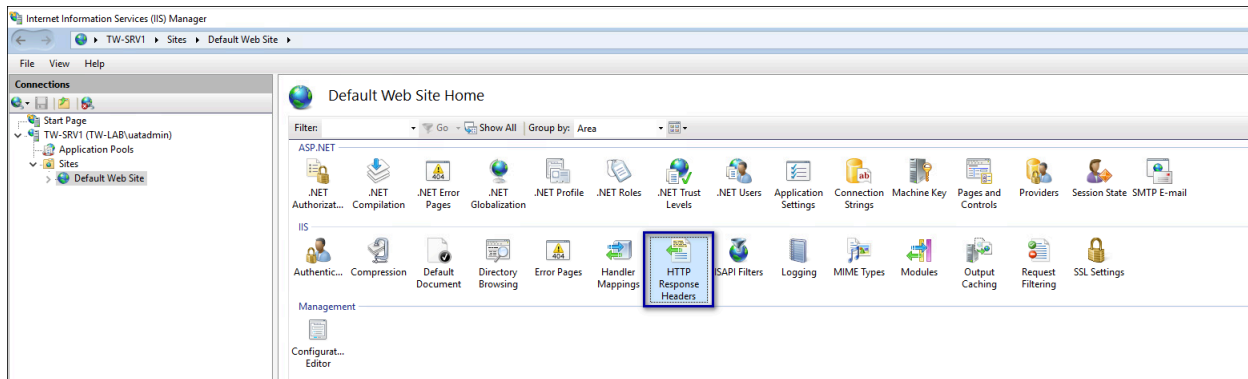 Internet Information Services (IIS) Manager
TW-SRV1 Sites Default Web Site
File View Help
Connections
Start Page
TW-SRV1 (TW-LAB\uatadmin)
Application Pools
Sites
Default Web Site
Default Web Site Home
Filter: Go Show All Group by: Area
ASP.NET
.NET .NET .NET Error .NET .NET Profile .NET Roles .NET Trust .NET Users Application Connection Machine Key Pages and Providers Session State SMTP E-mail
Authorizat... Compilation Pages Globalization Levels Settings Strings Controls
IIS
Authentic... Compression Default Directory Error Pages Handler HTTP ISAPI Filters Logging MIME Types Modules Output Request SSL Settings
Document Browsing Mappings Response Caching Filtering
Headers
Management
Configurat...
Editor